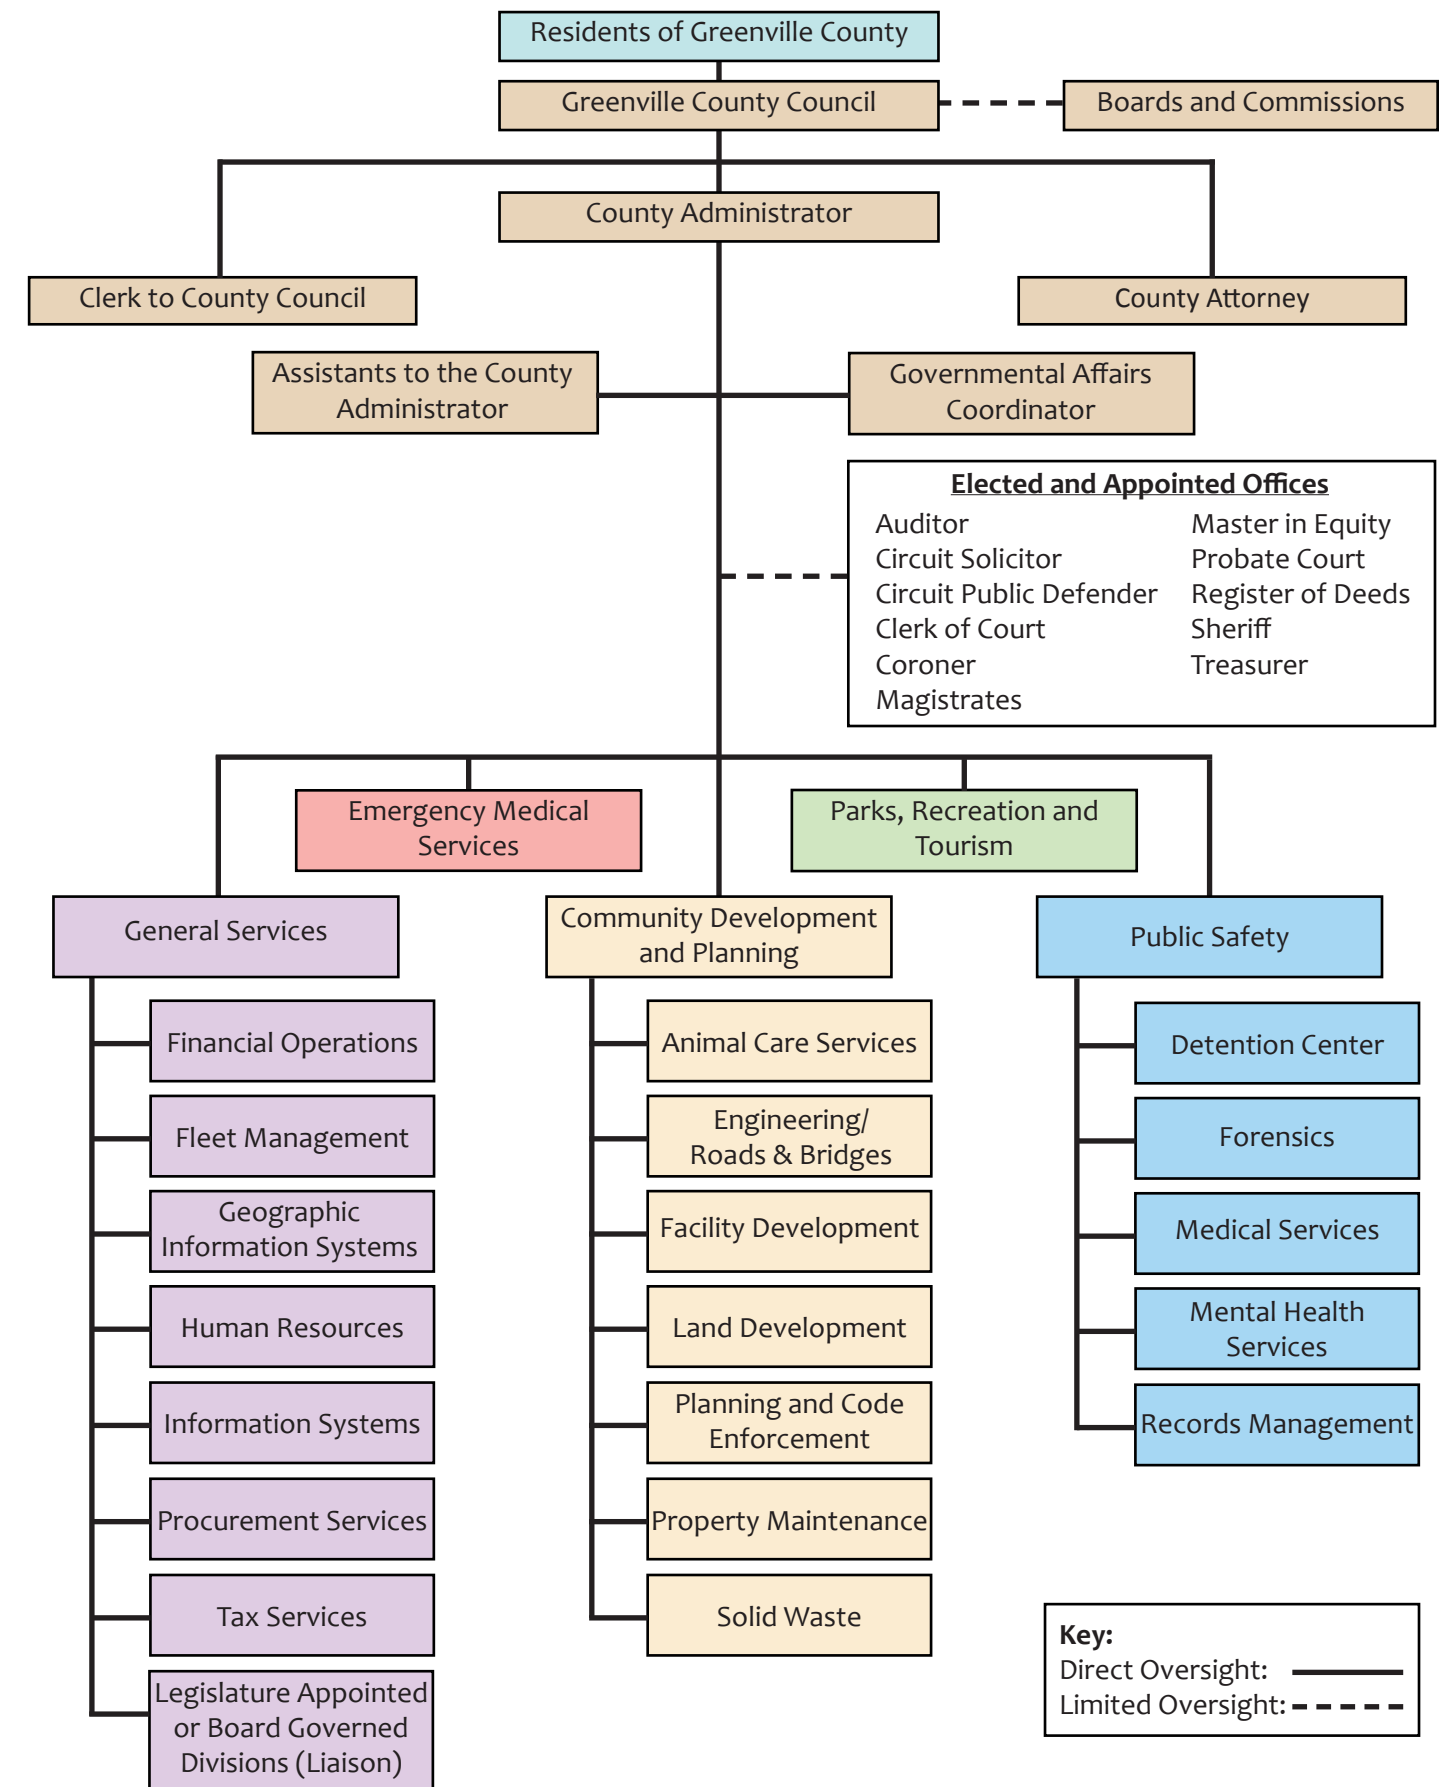 Residents of Greenville County
Greenville County Council
Boards and Commissions
County Administrator
Clerk to County Council
County Attorney
Assistants to the County
Administrator
Governmental Affairs
Coordinator
Elected and Appointed Offices
Auditor
Circuit Solicitor
Circuit Public Defender
Clerk of Court
Coroner
Magistrates
Master in Equity
Probate Court
Register of Deeds
Sheriff
Treasurer
Emergency Medical
Services
Parks, Recreation and
Tourism
General Services
Financial Operations
Fleet Management
Geographic
Information Systems
Human Resources
Information Systems
Procurement Services
Tax Services
Legislature Appointed
or Board Governed
Divisions (Liaison)
Community Development
and Planning
Animal Care Services
Engineering/
Roads & Bridges
Facility Development
Land Development
Planning and Code
Enforcement
Property Maintenance
Solid Waste
Public Safety
Detention Center
Forensics
Medical Services
Mental Health
Services
Records Management
Key:
Direct Oversight:
Limited Oversight: